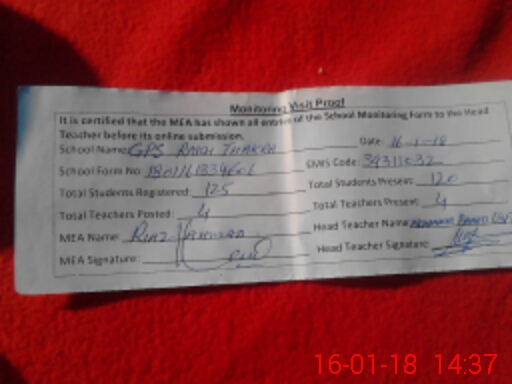 Monitoring Visit Proof
It is certified that the MEA has shown all entries of the School Monitoring Form to the Head
Teacher before its online submission.
School Name: GPS Date: 16-1-18
School Form No: EMIS Code:
Total Students Registered: 125 Total Students Present: 120
Total Teachers Posted: 4 Total Teachers Present: 4
MEA Name: Riaz Head Teacher Name:
MEA Signature: Head Teacher Signature:
16-01-18 14:37